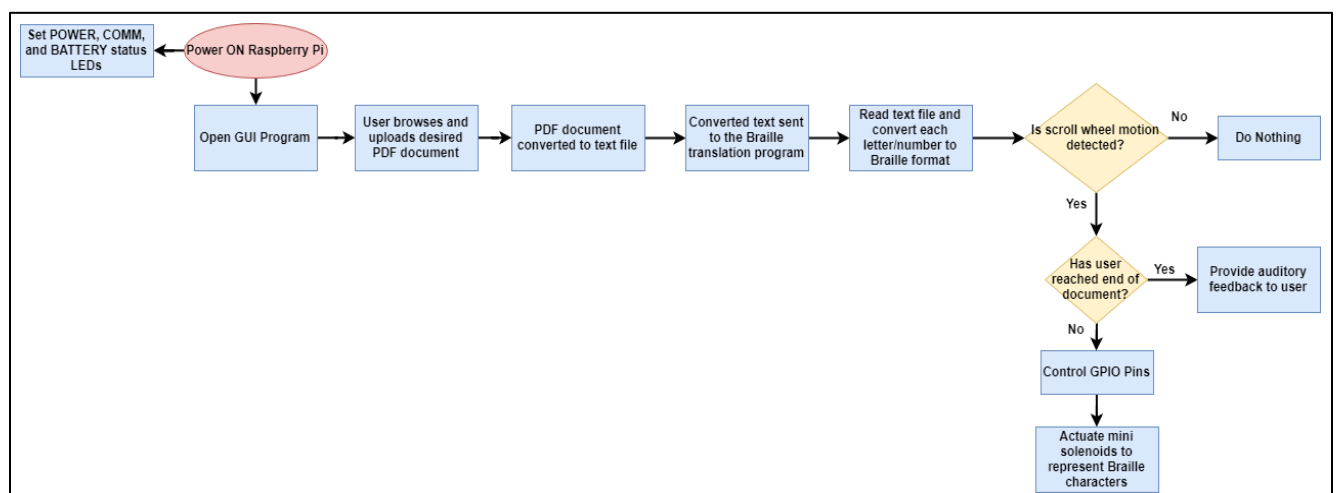 Set POWER, COMM,
and BATTERY status
LEDs
Power ON Raspberry Pi
Open GUI Program
User browses and
uploads desired
PDF document
PDF document
converted to text file
Converted text sent
to the Braille
translation program
Read text file and
convert each
letter/number to
Braille format
Is scroll wheel motion
detected?
No
Do Nothing
Yes
Has user
reached end of
document?
Yes
Provide auditory
feedback to user
No
Control GPIO Pins
Actuate mini
solenoids to
represent Braille
characters